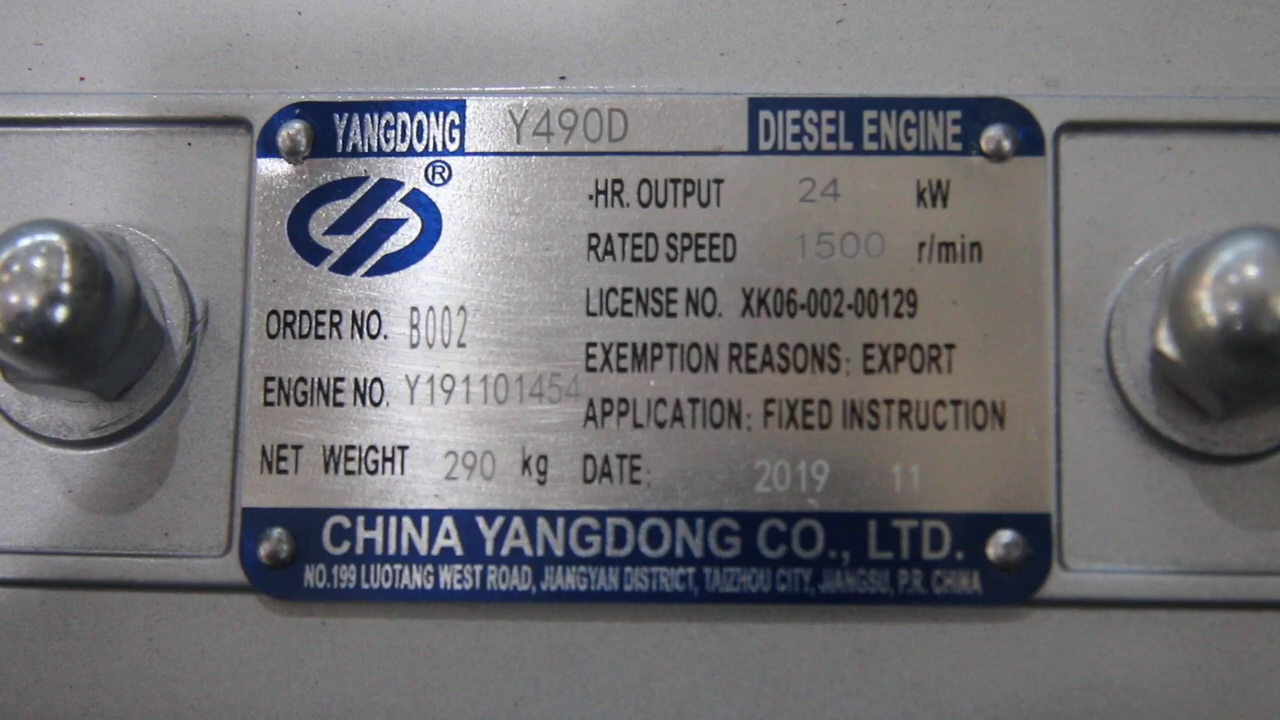 YANGDONG Y490D DIESEL ENGINE
®
-HR. OUTPUT 24 kW
RATED SPEED 1500 r/min
LICENSE NO. XK06-002-00129
EXEMPTION REASONS: EXPORT
APPLICATION: FIXED INSTRUCTION
DATE: 2019 11
ORDER NO. B002
ENGINE NO. Y191101454
NET WEIGHT 290 kg
CHINA YANGDONG CO., LTD.
NO.199 LUOTANG WEST ROAD, JIANGYAN DISTRICT, TAIZHOU CITY, JIANGSU, P.R. CHINA